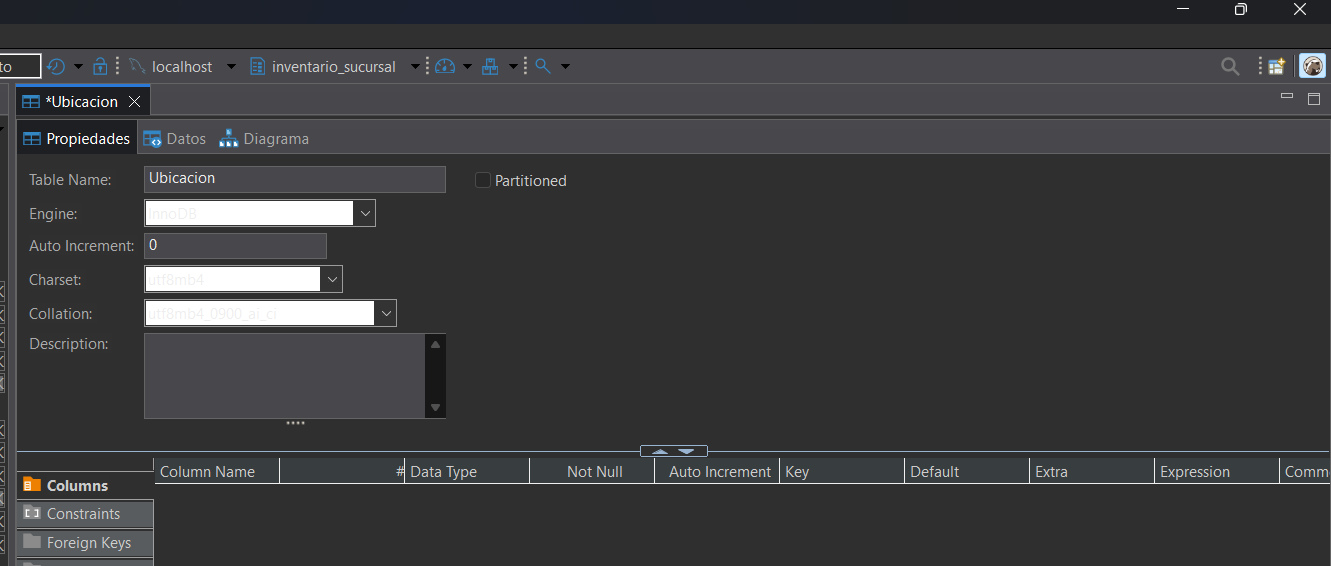 to localhost inventario_sucursal
*Ubicacion
Propiedades Datos Diagrama
Table Name: Ubicacion Partitioned
Engine: InnoDB
Auto Increment: 0
Charset: utf8mb4
Collation: utf8mb4_0900_ai_ci
Description:
Column Name # Data Type Not Null Auto Increment Key Default Extra Expression Comm
Columns
Constraints
Foreign Keys